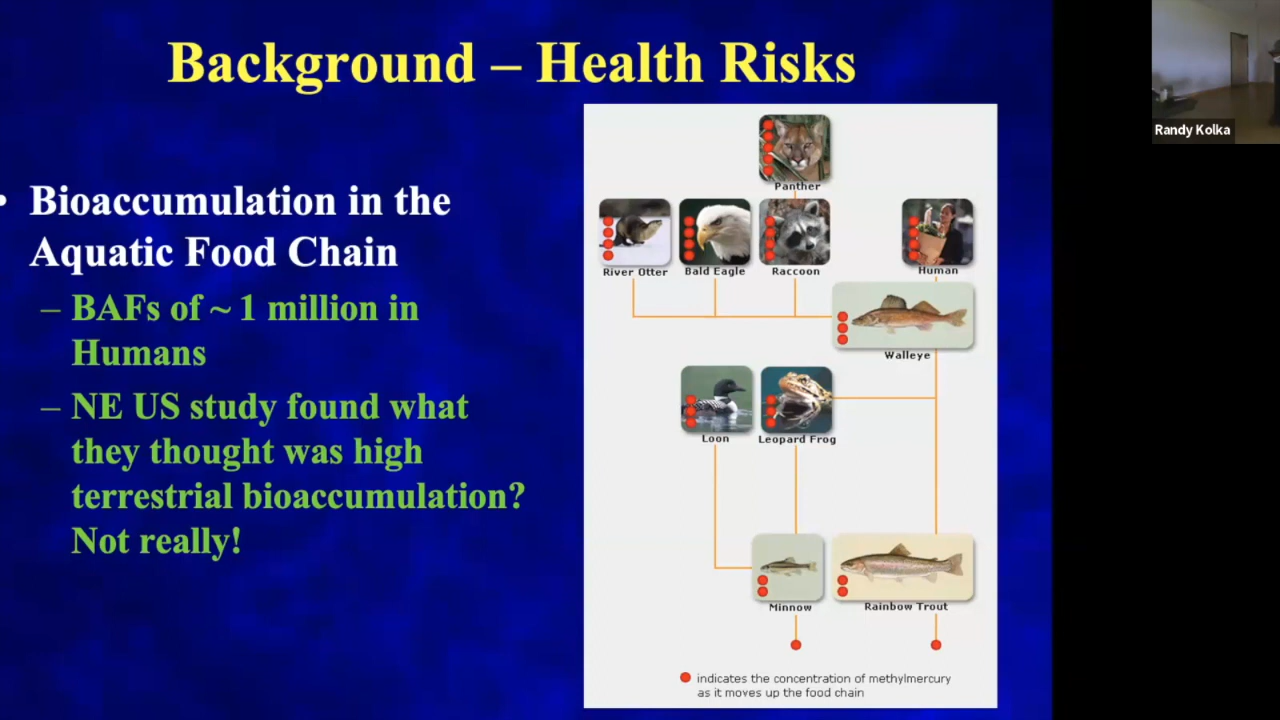 Background – Health Risks
• Bioaccumulation in the
Aquatic Food Chain
– BAFs of ~ 1 million in
Humans
– NE US study found what
they thought was high
terrestrial bioaccumulation?
Not really!
Panther
River Otter
Bald Eagle
Raccoon
Human
Walleye
Loon
Leopard Frog
Minnow
Rainbow Trout
indicates the concentration of methylmercury
as it moves up the food chain
Randy Kolka